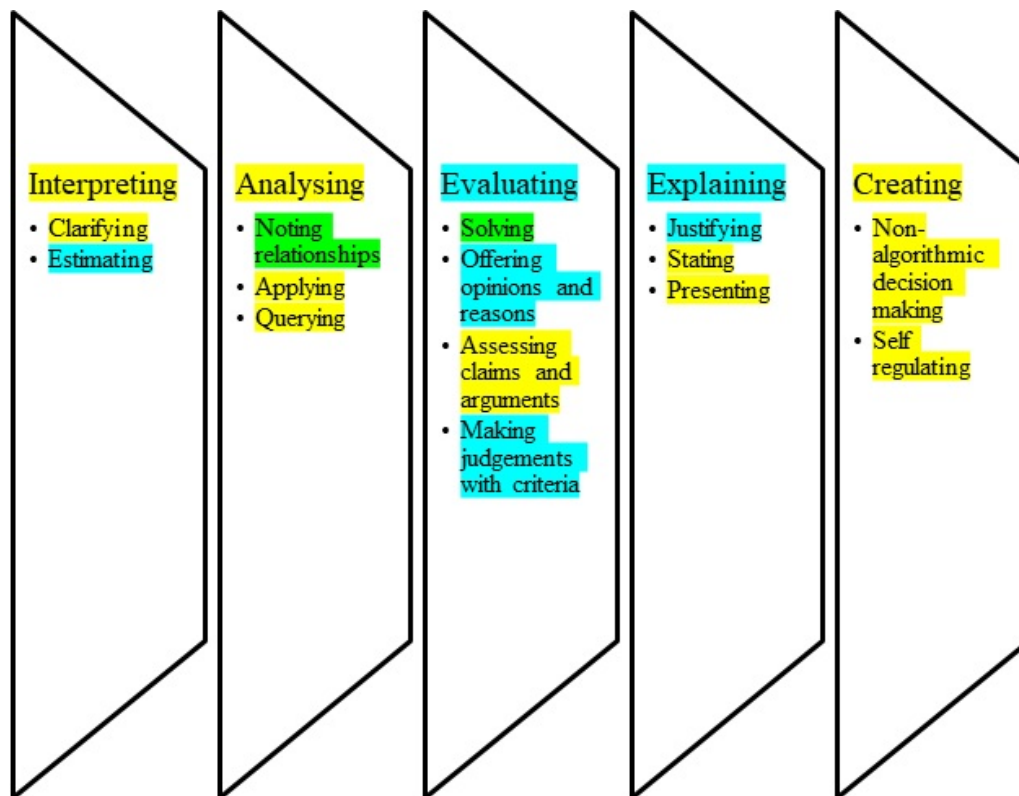 Interpreting
• Clarifying
• Estimating
Analysing
• Noting
relationships
• Applying
• Querying
Evaluating
• Solving
• Offering
opinions and
reasons
• Assessing
claims and
arguments
• Making
judgements
with criteria
Explaining
• Justifying
• Stating
• Presenting
Creating
• Non-
algorithmic
decision
making
• Self
regulating